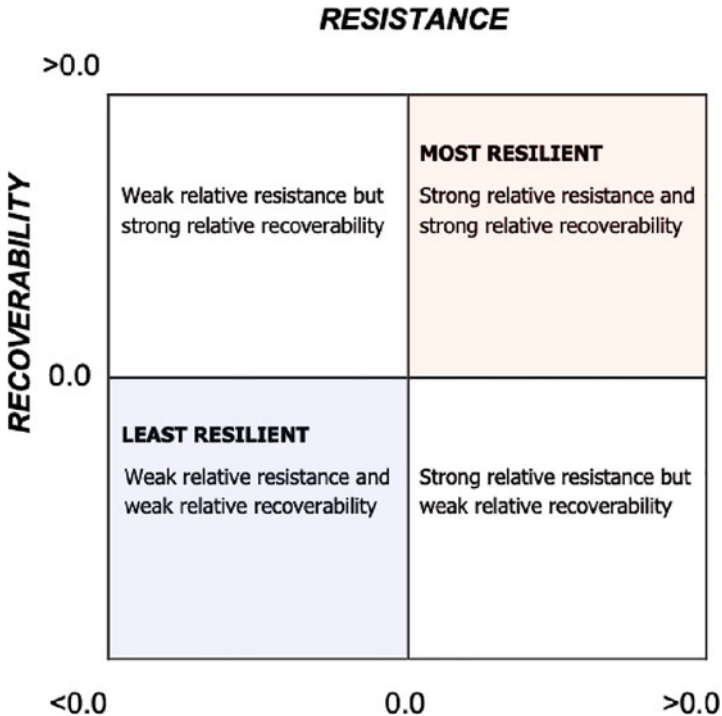 RESISTANCE
>0.0
RECOVERABILITY
Weak relative resistance but
strong relative recoverability
MOST RESILIENT
Strong relative resistance and
strong relative recoverability
0.0
LEAST RESILIENT
Weak relative resistance and
weak relative recoverability
Strong relative resistance but
weak relative recoverability
<0.0
0.0
>0.0